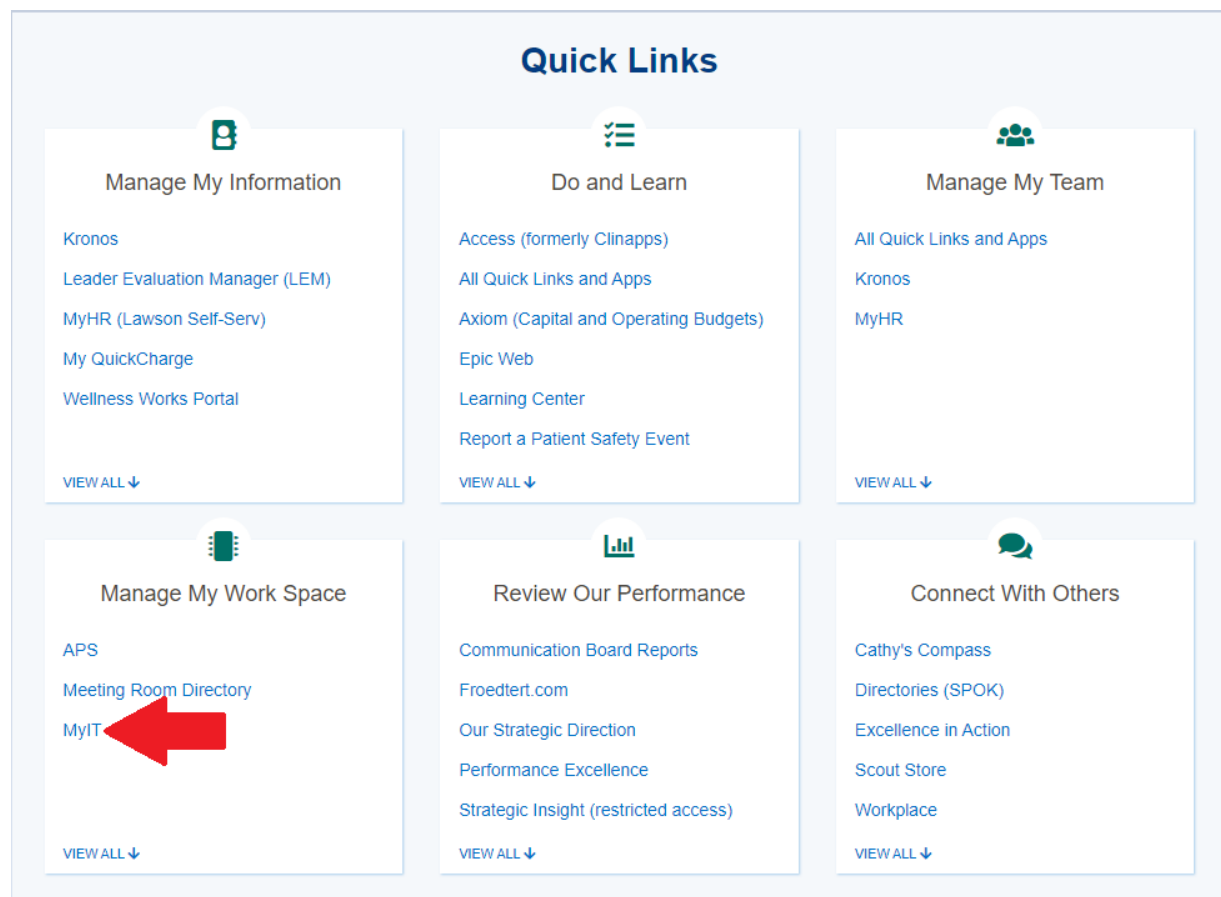 Quick Links
Manage My Information
Kronos
Leader Evaluation Manager (LEM)
MyHR (Lawson Self-Serv)
My QuickCharge
Wellness Works Portal
VIEW ALL
Do and Learn
Access (formerly Clinapps)
All Quick Links and Apps
Axiom (Capital and Operating Budgets)
Epic Web
Learning Center
Report a Patient Safety Event
VIEW ALL
Manage My Team
All Quick Links and Apps
Kronos
MyHR
VIEW ALL
Manage My Work Space
APS
Meeting Room Directory
MyIT
VIEW ALL
Review Our Performance
Communication Board Reports
Froedtert.com
Our Strategic Direction
Performance Excellence
Strategic Insight (restricted access)
VIEW ALL
Connect With Others
Cathy's Compass
Directories (SPOK)
Excellence in Action
Scout Store
Workplace
VIEW ALL